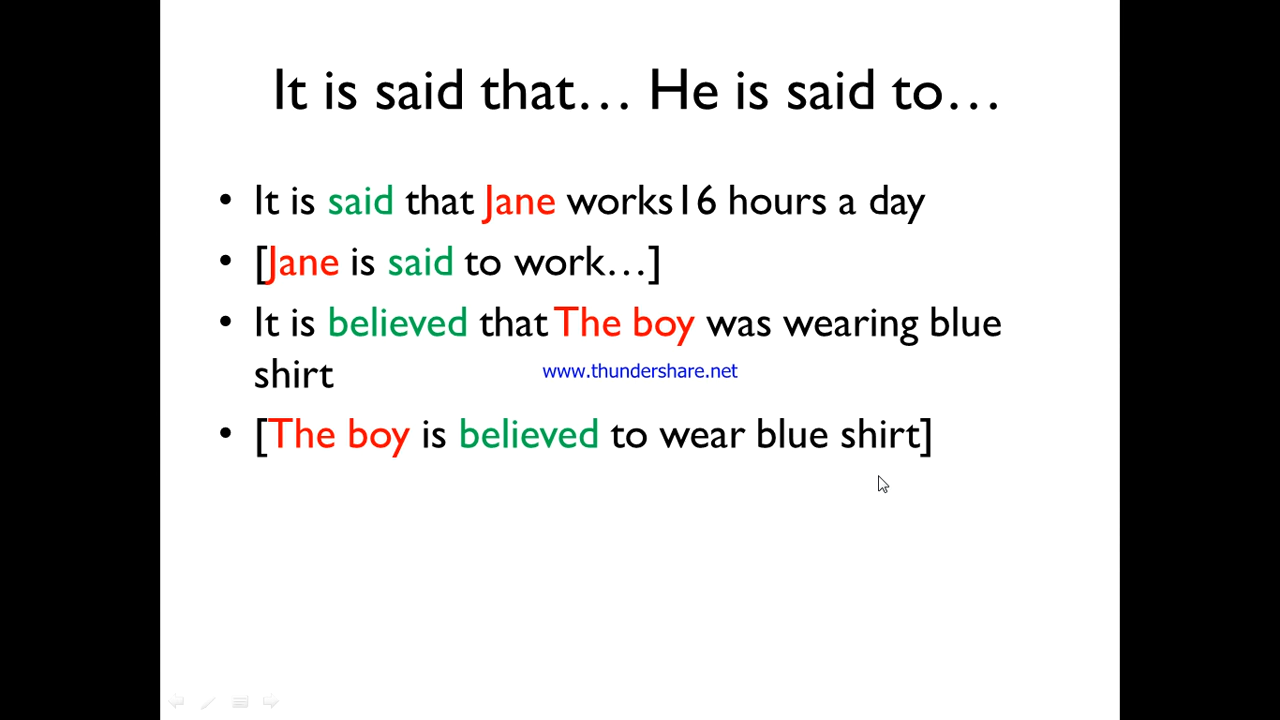 It is said that… He is said to…
• It is said that Jane works16 hours a day
• [Jane is said to work…]
• It is believed that The boy was wearing blue
shirt
www.thundershare.net
• [The boy is believed to wear blue shirt]